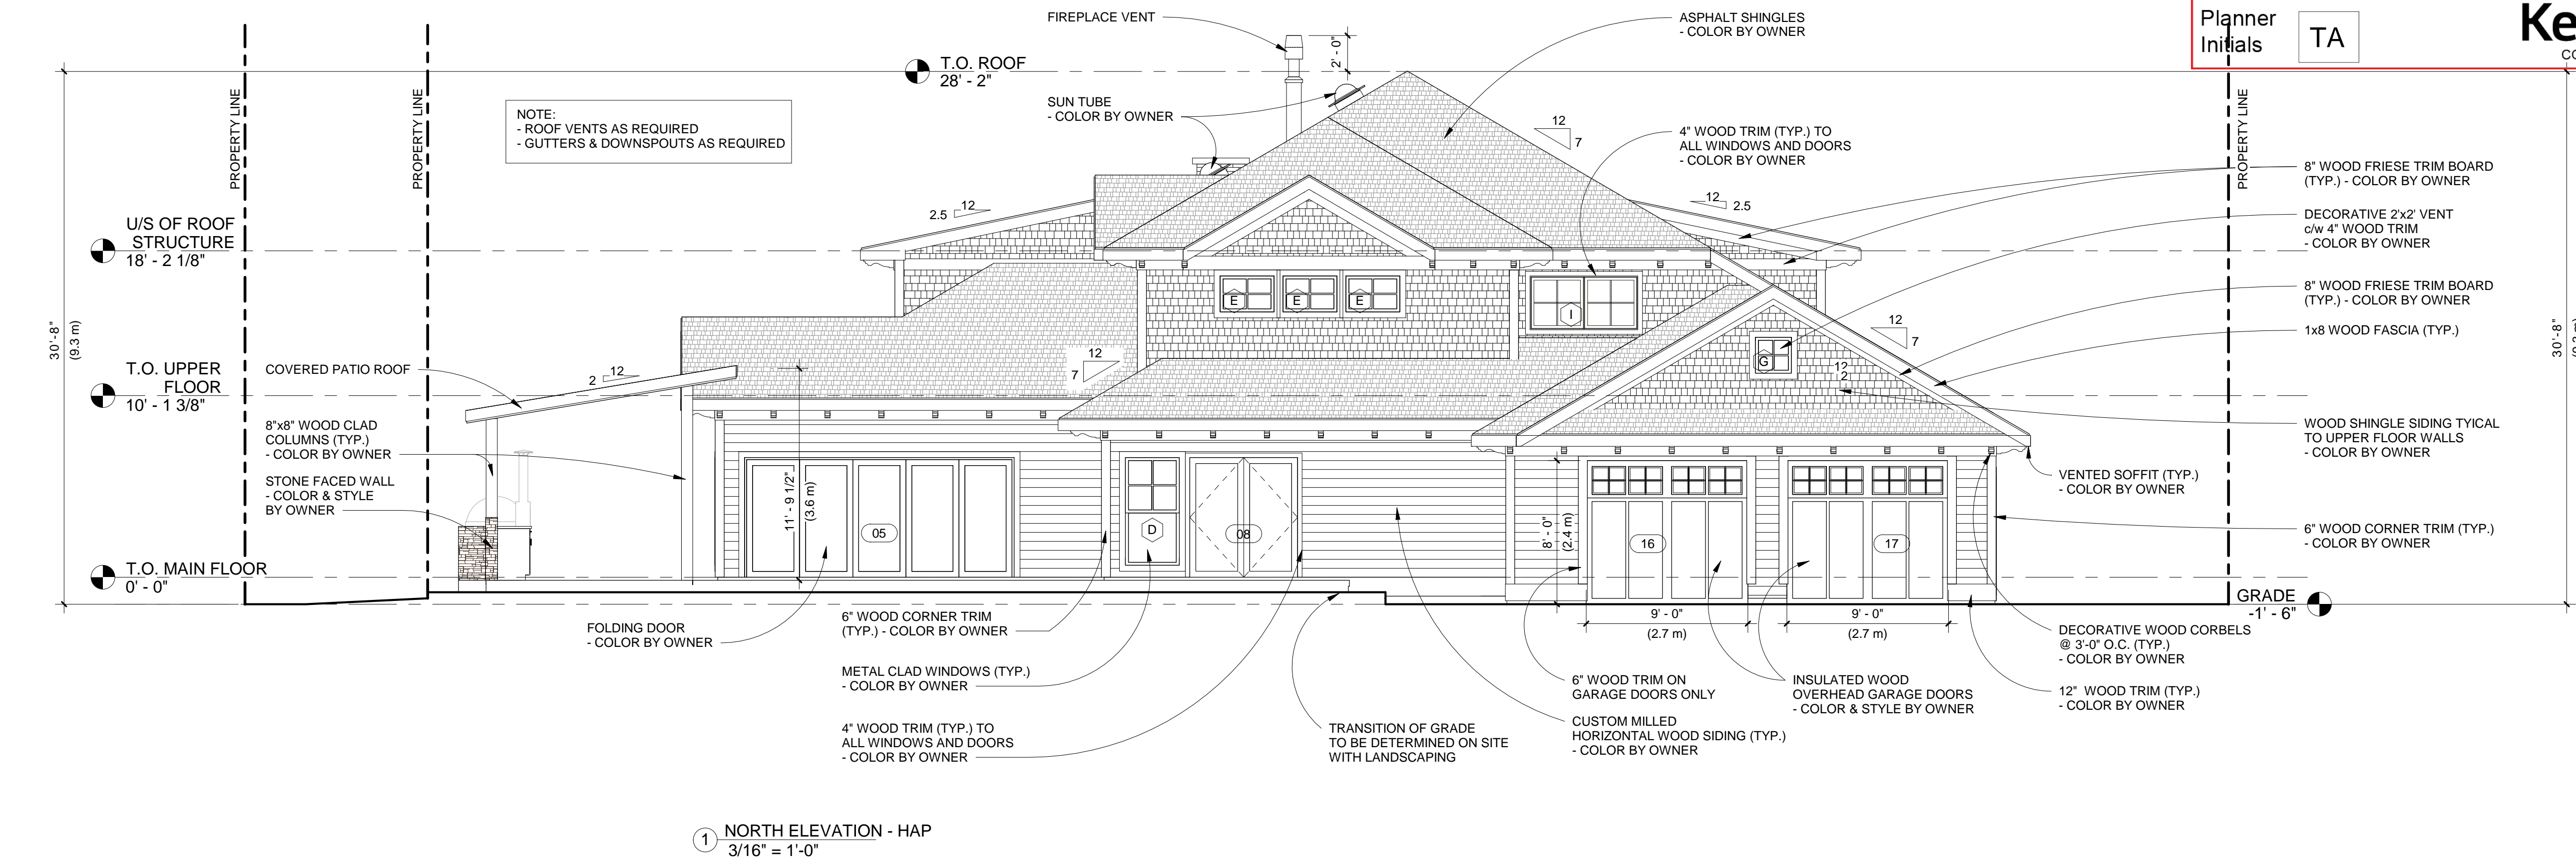 FIREPLACE VENT
ASPHALT SHINGLES
- COLOR BY OWNER
Planner
Initials
TA
T.O. ROOF
28' - 2"
2' - 0"
PROPERTY LINE
PROPERTY LINE
PROPERTY LINE
NOTE:
- ROOF VENTS AS REQUIRED
- GUTTERS & DOWNSPOUTS AS REQUIRED
SUN TUBE
- COLOR BY OWNER
12
7
4" WOOD TRIM (TYP.) TO
ALL WINDOWS AND DOORS
- COLOR BY OWNER
8" WOOD FRIESE TRIM BOARD
(TYP.) - COLOR BY OWNER
12
2.5
12
2.5
DECORATIVE 2'x2' VENT
c/w 4" WOOD TRIM
- COLOR BY OWNER
U/S OF ROOF
STRUCTURE
18' - 2 1/8"
8" WOOD FRIESE TRIM BOARD
(TYP.) - COLOR BY OWNER
E
E
E
I
30'-8"
(9.3 m)
12
7
1x8 WOOD FASCIA (TYP.)
30'-8"
T.O. UPPER
FLOOR
10' - 1 3/8"
COVERED PATIO ROOF
12
2
12
7
G
12
2
8"x8" WOOD CLAD
COLUMNS (TYP.)
- COLOR BY OWNER
WOOD SHINGLE SIDING TYICAL
TO UPPER FLOOR WALLS
- COLOR BY OWNER
STONE FACED WALL
- COLOR & STYLE
BY OWNER
VENTED SOFFIT (TYP.)
- COLOR BY OWNER
11' - 9 1/2"
(3.6 m)
05
D
08
8' - 0"
(2.4 m)
16
17
6" WOOD CORNER TRIM (TYP.)
- COLOR BY OWNER
T.O. MAIN FLOOR
0' - 0"
GRADE
-1' - 6"
9' - 0"
(2.7 m)
9' - 0"
(2.7 m)
FOLDING DOOR
- COLOR BY OWNER
6" WOOD CORNER TRIM
(TYP.) - COLOR BY OWNER
DECORATIVE WOOD CORBELS
@ 3'-0" O.C. (TYP.)
- COLOR BY OWNER
METAL CLAD WINDOWS (TYP.)
- COLOR BY OWNER
6" WOOD TRIM ON
GARAGE DOORS ONLY
INSULATED WOOD
OVERHEAD GARAGE DOORS
- COLOR & STYLE BY OWNER
12" WOOD TRIM (TYP.)
- COLOR BY OWNER
4" WOOD TRIM (TYP.) TO
ALL WINDOWS AND DOORS
- COLOR BY OWNER
TRANSITION OF GRADE
TO BE DETERMINED ON SITE
WITH LANDSCAPING
CUSTOM MILLED
HORIZONTAL WOOD SIDING (TYP.)
- COLOR BY OWNER
1
NORTH ELEVATION - HAP
3/16" = 1'-0"